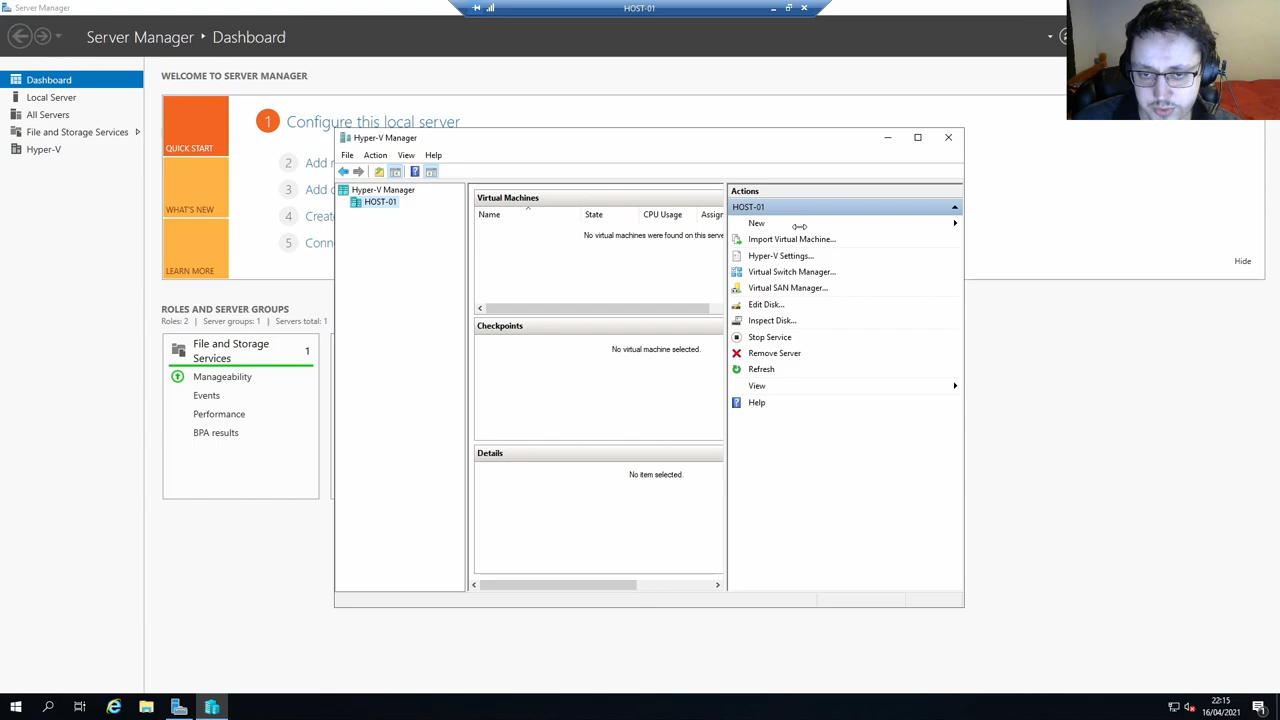 Server Manager
HOST-01
Server Manager • Dashboard
Dashboard
Local Server
All Servers
File and Storage Services
Hyper-V
WELCOME TO SERVER MANAGER
QUICK START
WHAT'S NEW
LEARN MORE
1 Configure this local server
2 Add r
3 Add o
4 Create
5 Conn
Hide
ROLES AND SERVER GROUPS
Roles: 2 | Server groups: 1 | Servers total: 1
File and Storage
Services
1
Manageability
Events
Performance
BPA results
Hyper-V Manager
File Action View Help
Hyper-V Manager
HOST-01
Virtual Machines
Name State CPU Usage Assigr
No virtual machines were found on this serve
Checkpoints
No virtual machine selected.
Details
No item selected.
Actions
HOST-01
New
Import Virtual Machine...
Hyper-V Settings...
Virtual Switch Manager...
Virtual SAN Manager...
Edit Disk...
Inspect Disk...
Stop Service
Remove Server
Refresh
View
Help
22:15
16/04/2021
1